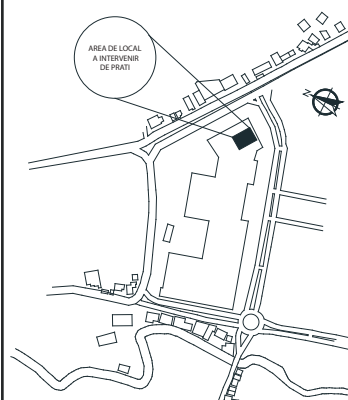 AREA DE LOCAL
A INTERVENIR
DE PRATI
N